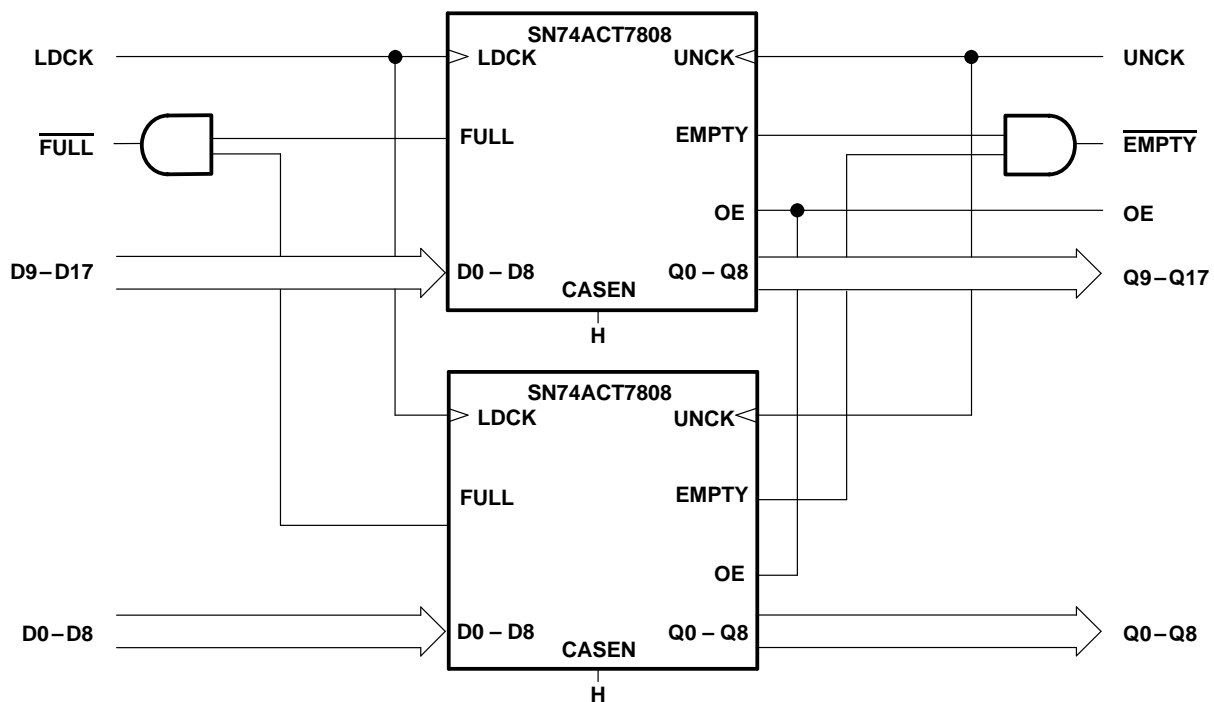 SN74ACT7808
LDCK
LDCK
UNCK
UNCK
FULL
FULL
EMPTY
EMPTY
OE
OE
D9–D17
D0 – D8
Q0 – Q8
Q9–Q17
CASEN
H
SN74ACT7808
LDCK
UNCK
FULL
EMPTY
OE
D0–D8
D0 – D8
Q0 – Q8
Q0–Q8
CASEN
H